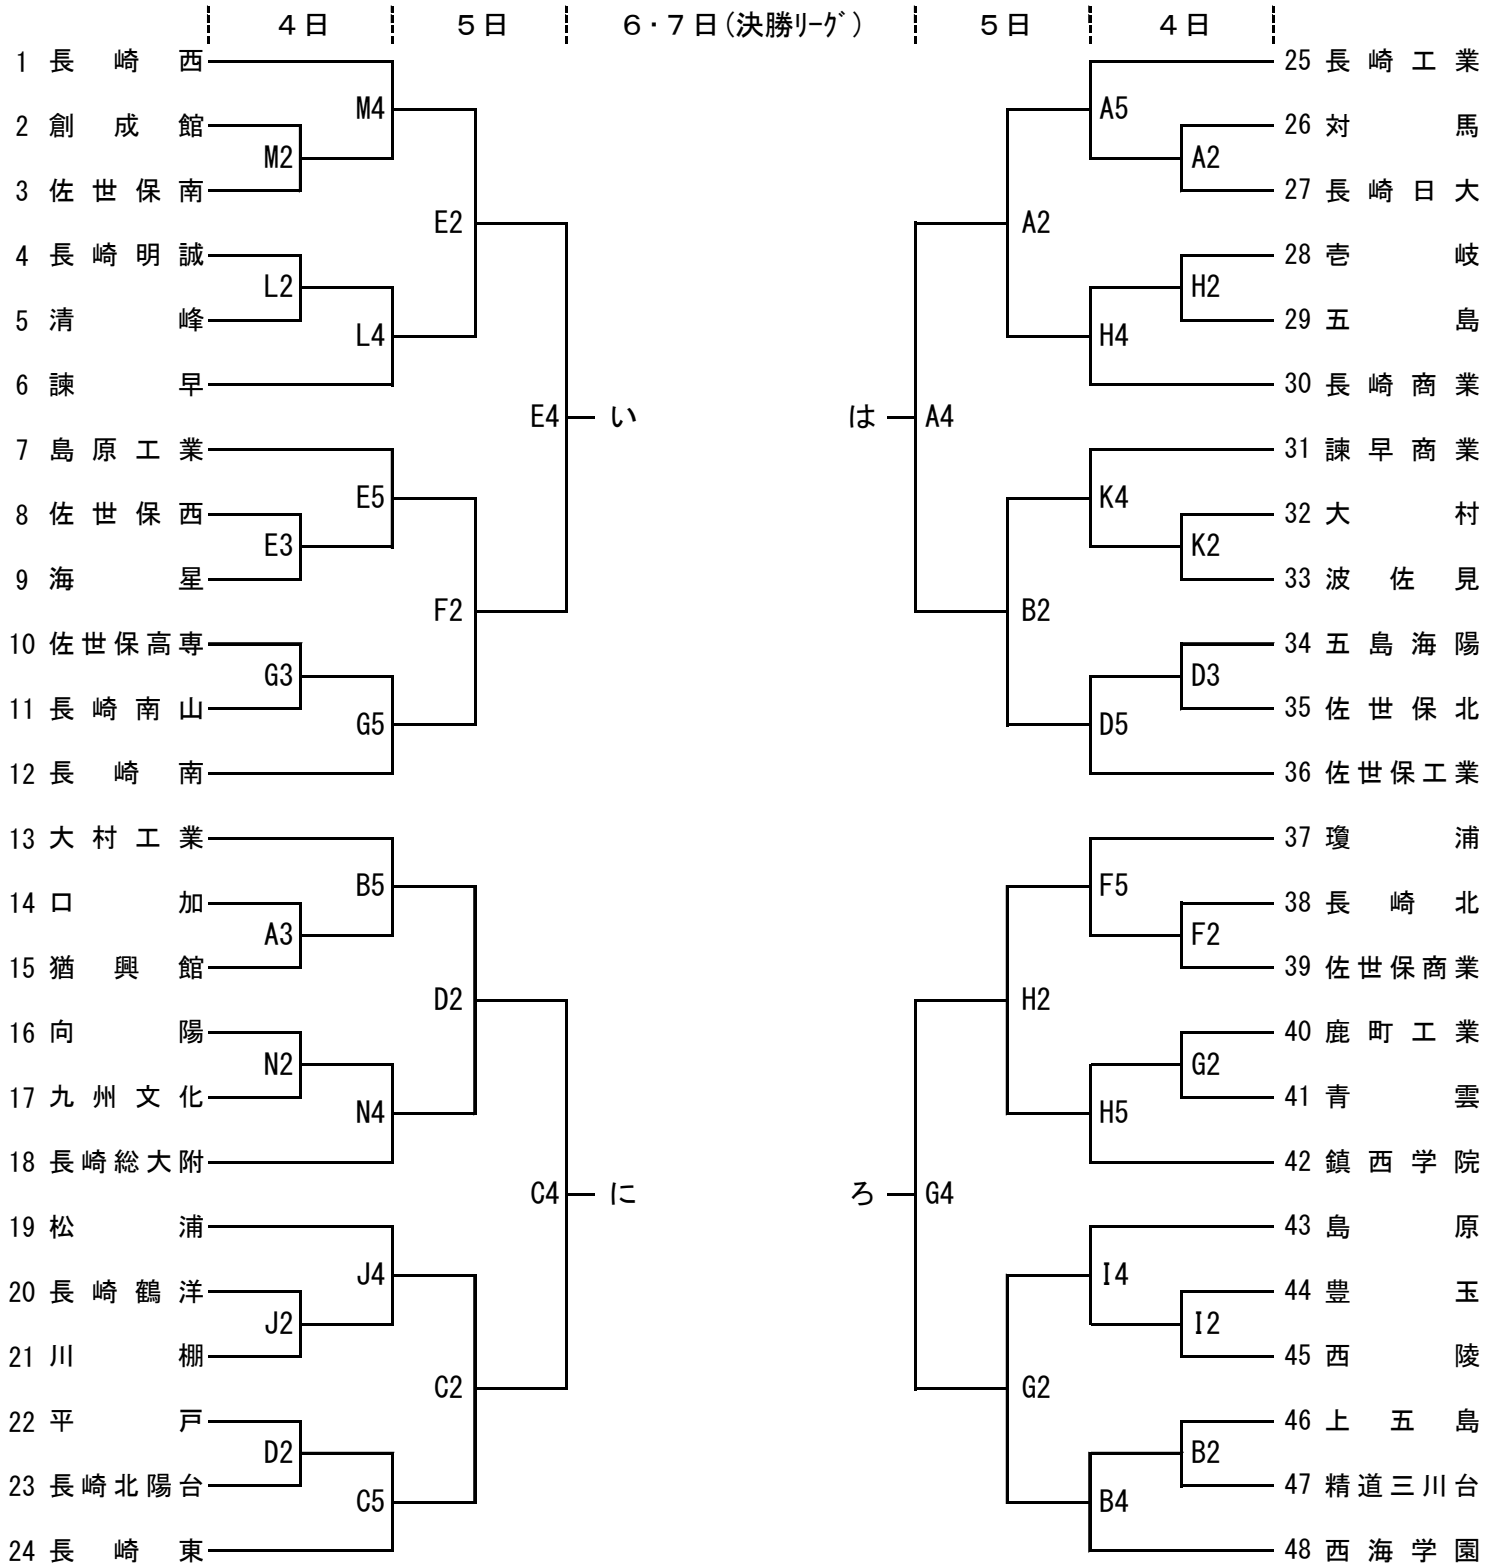 4日 5日 6・7日(決勝ﾘｰｸﾞ) 5日 4日
1 長崎西
M4
2 創成館
M2
3 佐世保南
E2
4 長崎明誠
L2
5 清峰
L4
6 諫早
E4 い
7 島原工業
E5
8 佐世保西
E3
9 海星
F2
10 佐世保高専
G3
11 長崎南山
G5
12 長崎南
13 大村工業
B5
14 口加
A3
15 猶興館
D2
16 向陽
N2
17 九州文化
N4
18 長崎総大附
C4 に
19 松浦
J4
20 長崎鶴洋
J2
21 川棚
C2
22 平戸
D2
23 長崎北陽台
C5
24 長崎東
25 長崎工業
A5
26 対馬
A2
27 長崎日大
A2
28 壱岐
H2
29 五島
H4
30 長崎商業
は A4
31 諫早商業
K4
32 大村
K2
33 波佐見
B2
34 五島海陽
D3
35 佐世保北
D5
36 佐世保工業
37 瓊浦
F5
38 長崎北
F2
39 佐世保商業
H2
40 鹿町工業
G2
41 青雲
H5
42 鎮西学院
ろ G4
43 島原
I4
44 豊玉
I2
45 西陵
G2
46 上五島
B2
47 精道三川台
B4
48 西海学園